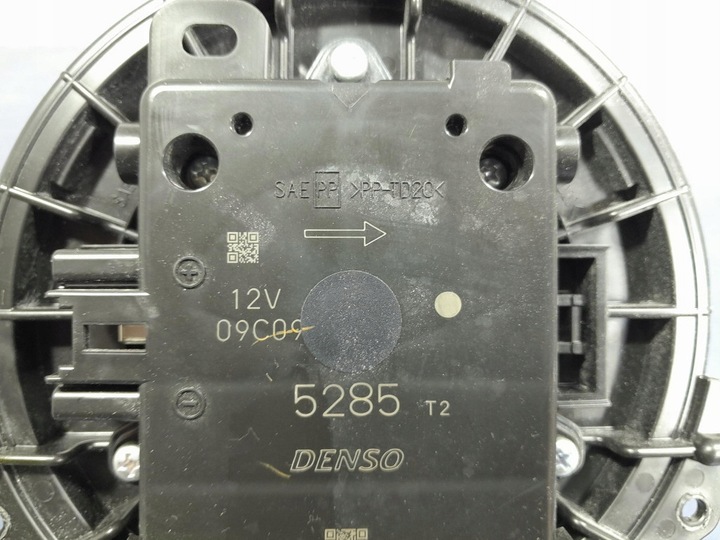 SAE PP >PP-TD20<
12V
09C09
5285 T2
DENSO